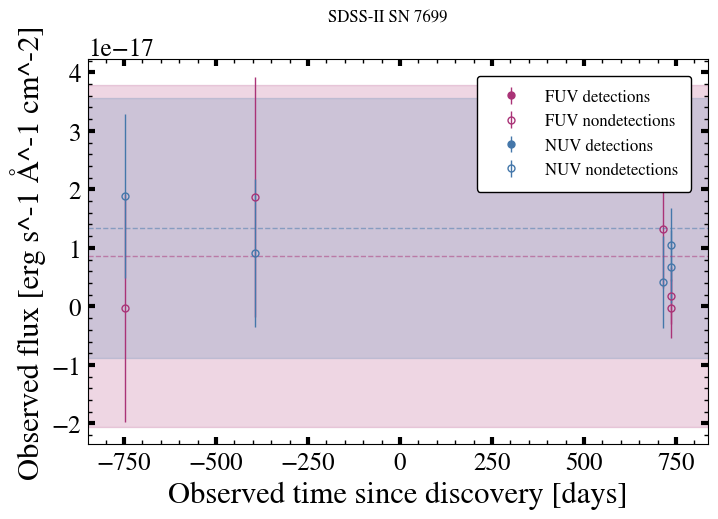 SDSS-II SN 7699
1e−17
4
3
2
1
0
−1
−2
Observed flux [erg s^-1 Å^-1 cm^-2]
FUV detections
FUV nondetections
NUV detections
NUV nondetections
−750 −500 −250 0 250 500 750
Observed time since discovery [days]